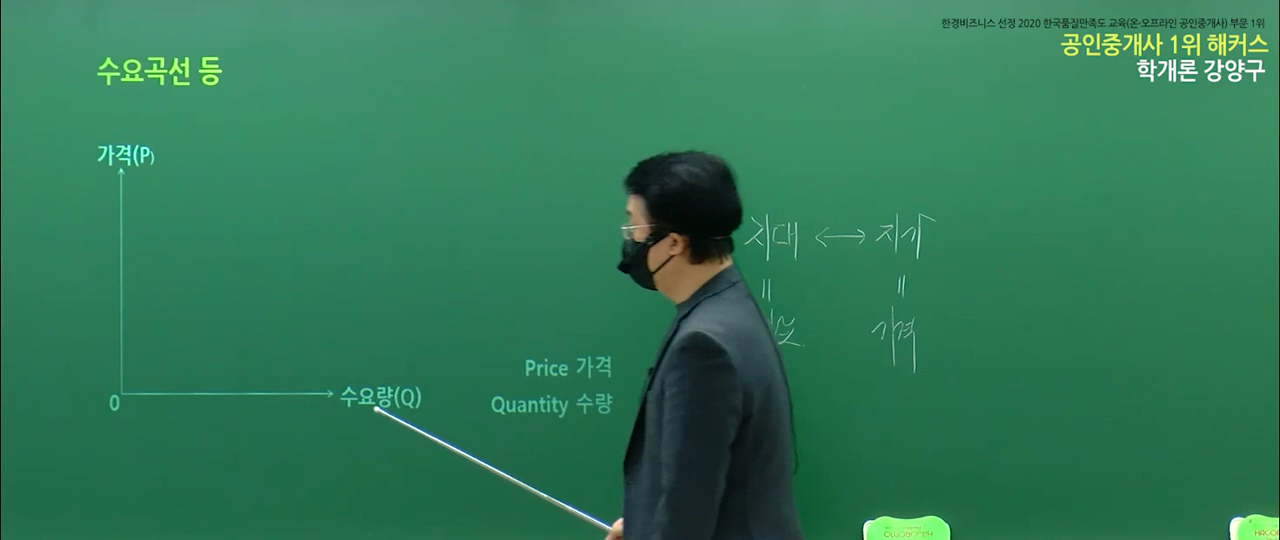 한경비즈니스 선정 2020 한국품질만족도 교육(온·오프라인 공인중개사) 부문 1위
공인중개사 1위 해커스
학개론 강양구
수요곡선 등
가격(P)
지대 ↔ 지가
〃 〃
가격
Price 가격
0 수요량(Q)
Quantity 수량